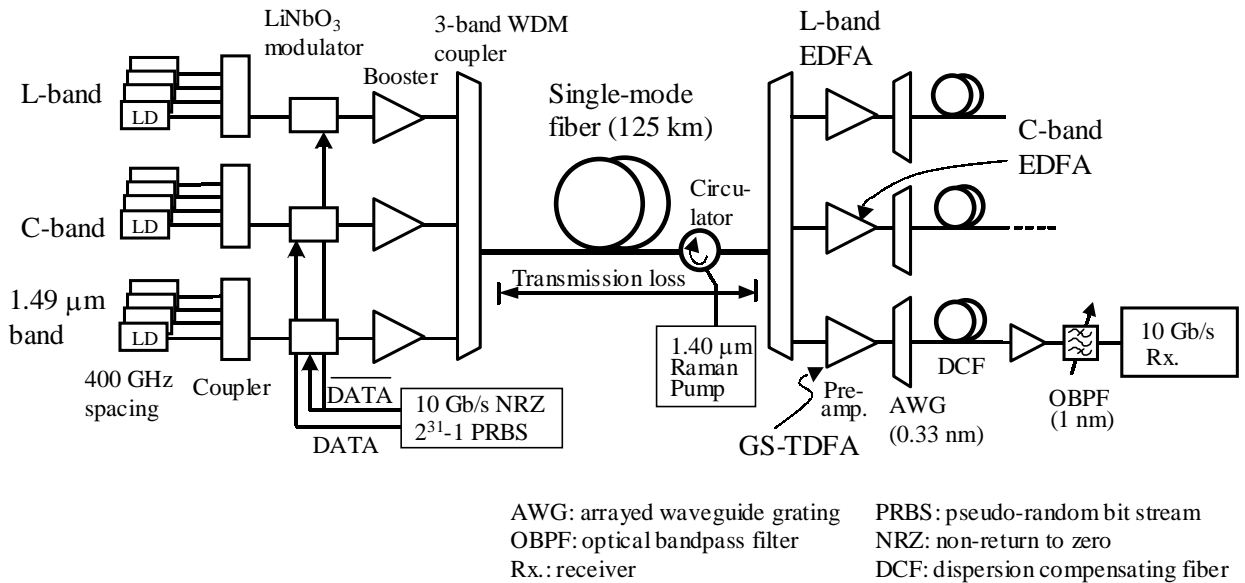 LiNbO3
modulator
3-band WDM
coupler
L-band
EDFA
Booster
L-band
LD
Single-mode
fiber (125 km)
C-band
EDFA
Circu-
lator
C-band
LD
Transmission loss
1.49 μm
band
LD
1.40 μm
Raman
Pump
DCF
10 Gb/s
Rx.
400 GHz
spacing
Coupler
DATA
10 Gb/s NRZ
2^31-1 PRBS
DATA
Pre-
amp.
AWG
(0.33 nm)
OBPF
(1 nm)
GS-TDFA
AWG: arrayed waveguide grating
OBPF: optical bandpass filter
Rx.: receiver
PRBS: pseudo-random bit stream
NRZ: non-return to zero
DCF: dispersion compensating fiber